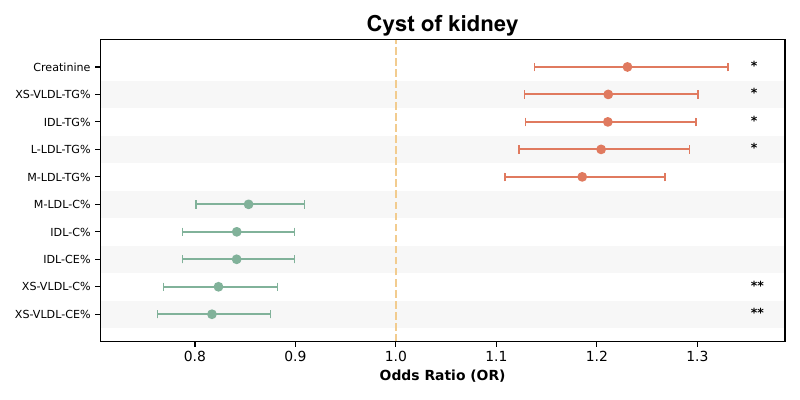 Cyst of kidney
Creatinine *
XS-VLDL-TG% *
IDL-TG% *
L-LDL-TG% *
M-LDL-TG%
M-LDL-C%
IDL-C%
IDL-CE%
XS-VLDL-C% **
XS-VLDL-CE% **
0.8 0.9 1.0 1.1 1.2 1.3
Odds Ratio (OR)